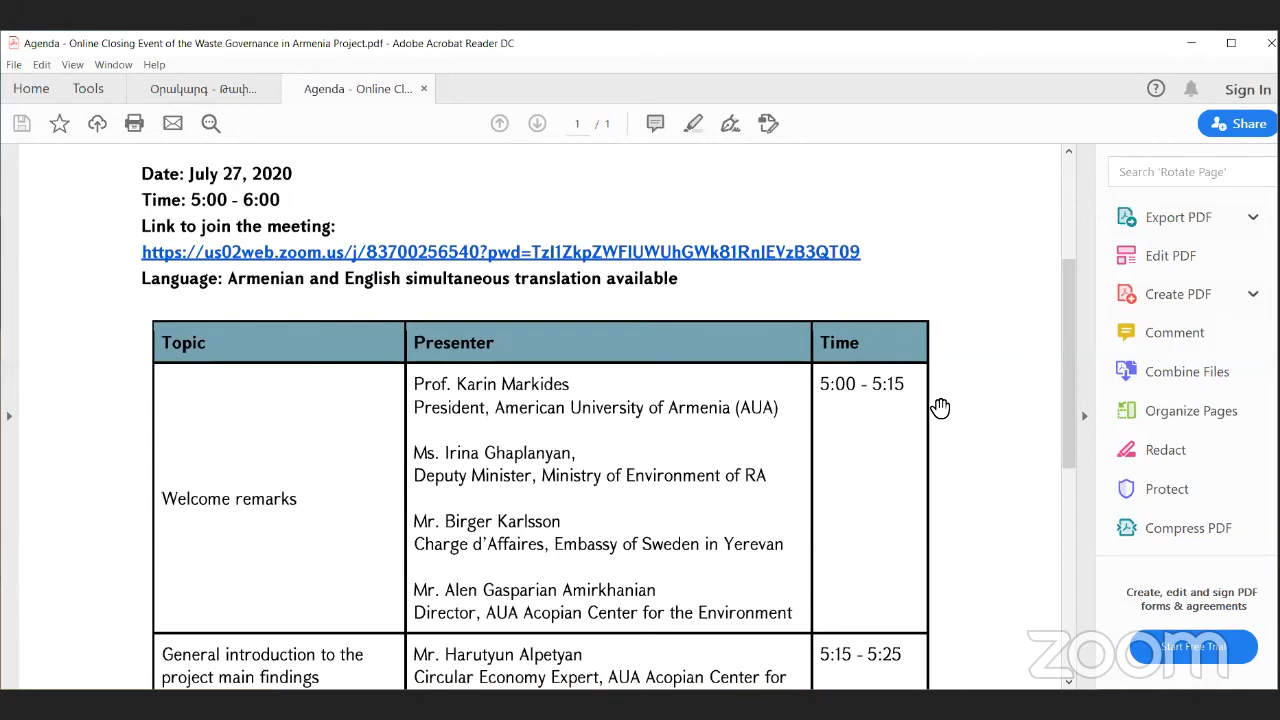 Agenda - Online Closing Event of the Waste Governance in Armenia Project.pdf - Adobe Acrobat Reader DC
File Edit View Window Help
Home Tools Օրակարգ - Թափ... Agenda - Online Cl... × Sign In
1 / 1 Share
Date: July 27, 2020
Time: 5:00 - 6:00
Link to join the meeting:
https://us02web.zoom.us/j/83700256540?pwd=TzI1ZkpZWFlUWUhGWk81RnlEVzB3QT09
Language: Armenian and English simultaneous translation available
Topic Presenter Time
Welcome remarks
Prof. Karin Markides
President, American University of Armenia (AUA)
Ms. Irina Ghaplanyan,
Deputy Minister, Ministry of Environment of RA
Mr. Birger Karlsson
Charge d’Affaires, Embassy of Sweden in Yerevan
Mr. Alen Gasparian Amirkhanian
Director, AUA Acopian Center for the Environment
5:00 - 5:15
General introduction to the
project main findings
Mr. Harutyun Alpetyan
Circular Economy Expert, AUA Acopian Center for
5:15 - 5:25
Search 'Rotate Page'
Export PDF
Edit PDF
Create PDF
Comment
Combine Files
Organize Pages
Redact
Protect
Compress PDF
Create, edit and sign PDF
forms & agreements
Start Free Trial
zoom